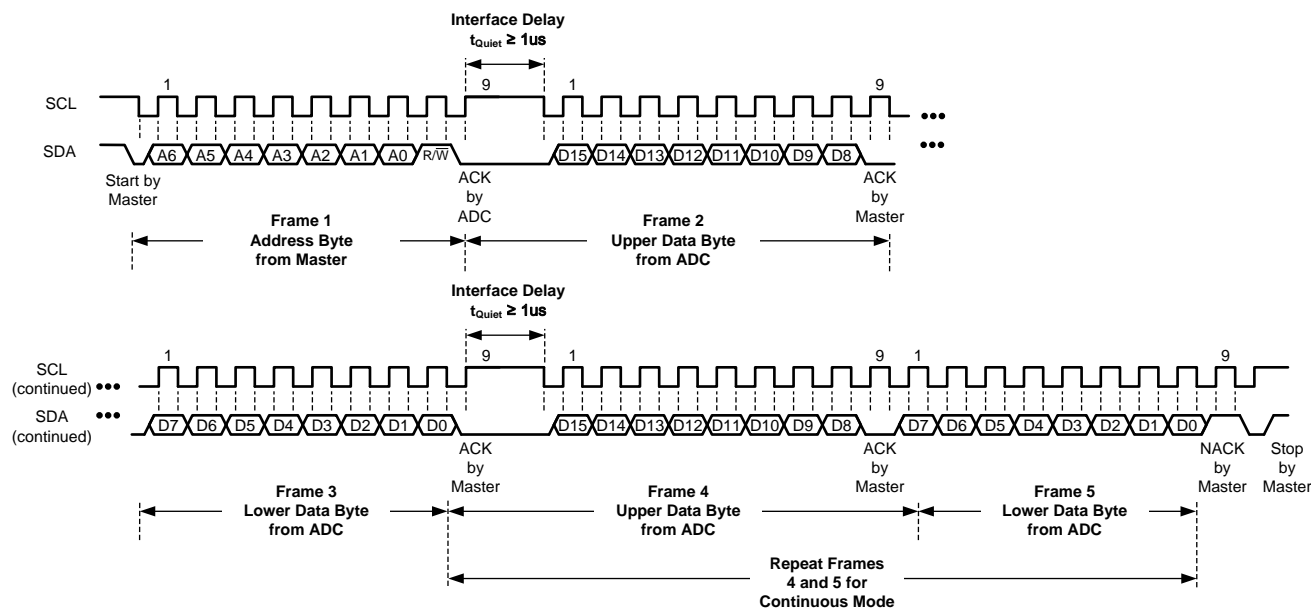 Interface Delay
tQuiet ≥ 1us
1 9 1 9
SCL
SDA A6 A5 A4 A3 A2 A1 A0 R/W̅ D15 D14 D13 D12 D11 D10 D9 D8
Start by
Master
ACK
by
ADC
ACK
by
Master
Frame 1
Address Byte
from Master
Frame 2
Upper Data Byte
from ADC
Interface Delay
tQuiet ≥ 1us
1 9 1 9 1 9
SCL
(continued)
SDA
(continued)
D7 D6 D5 D4 D3 D2 D1 D0 D15 D14 D13 D12 D11 D10 D9 D8 D7 D6 D5 D4 D3 D2 D1 D0
ACK
by
Master
ACK
by
Master
NACK
by
Master
Stop
by
Master
Frame 3
Lower Data Byte
from ADC
Frame 4
Upper Data Byte
from ADC
Frame 5
Lower Data Byte
from ADC
Repeat Frames
4 and 5 for
Continuous Mode